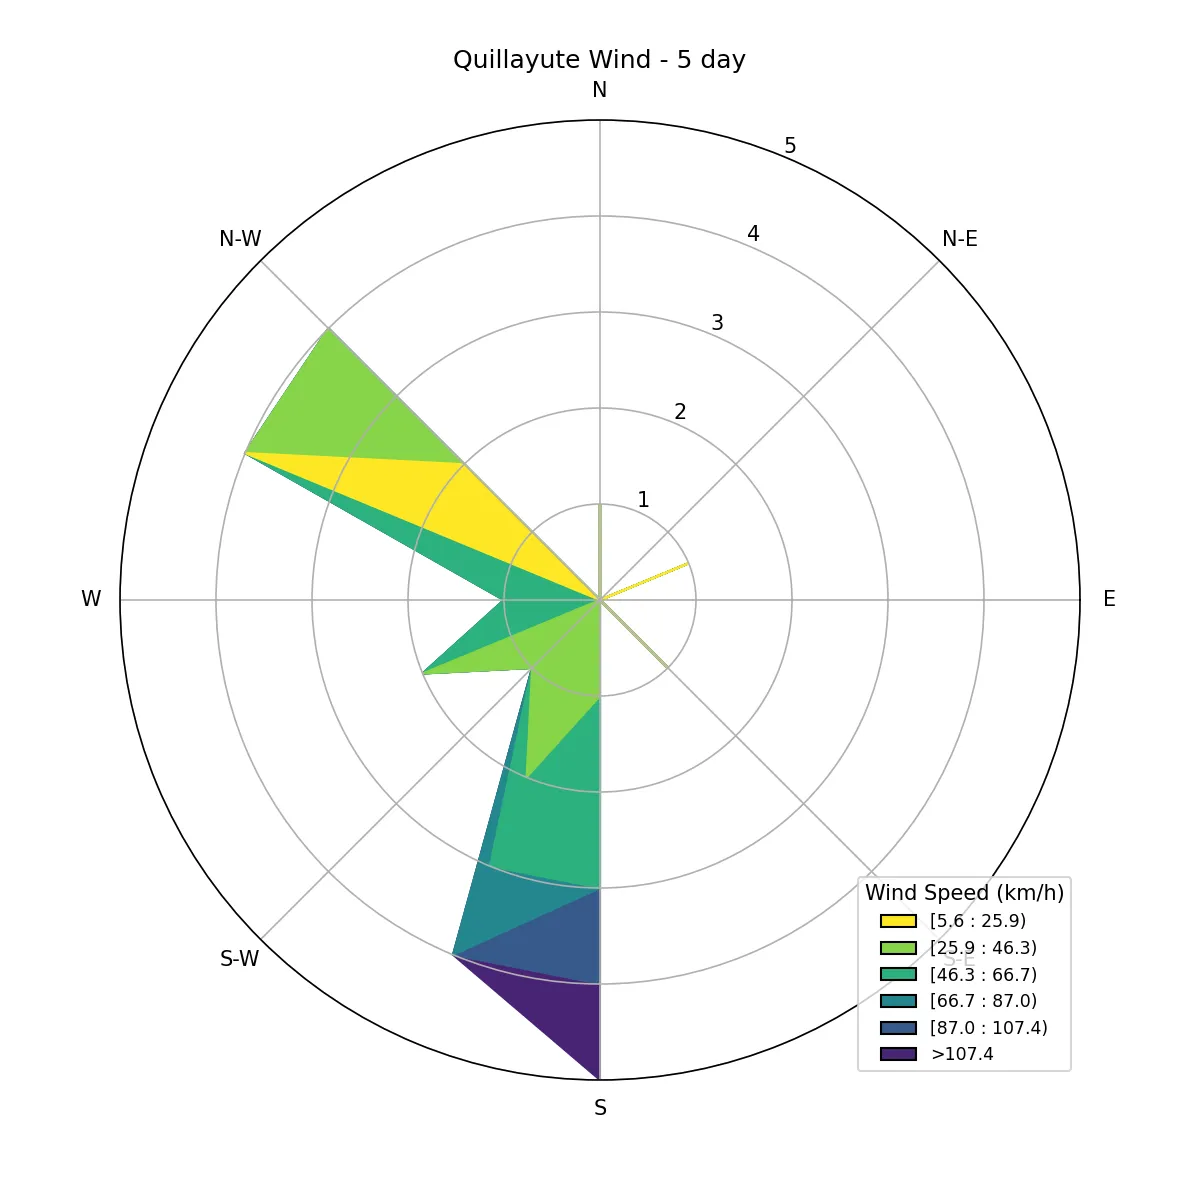 Quillayute Wind - 5 day
N
5
N-W
4
N-E
3
2
1
W
E
Wind Speed (km/h)
[5.6 : 25.9)
[25.9 : 46.3)
S-W
S-E
[46.3 : 66.7)
[66.7 : 87.0)
[87.0 : 107.4)
>107.4
S